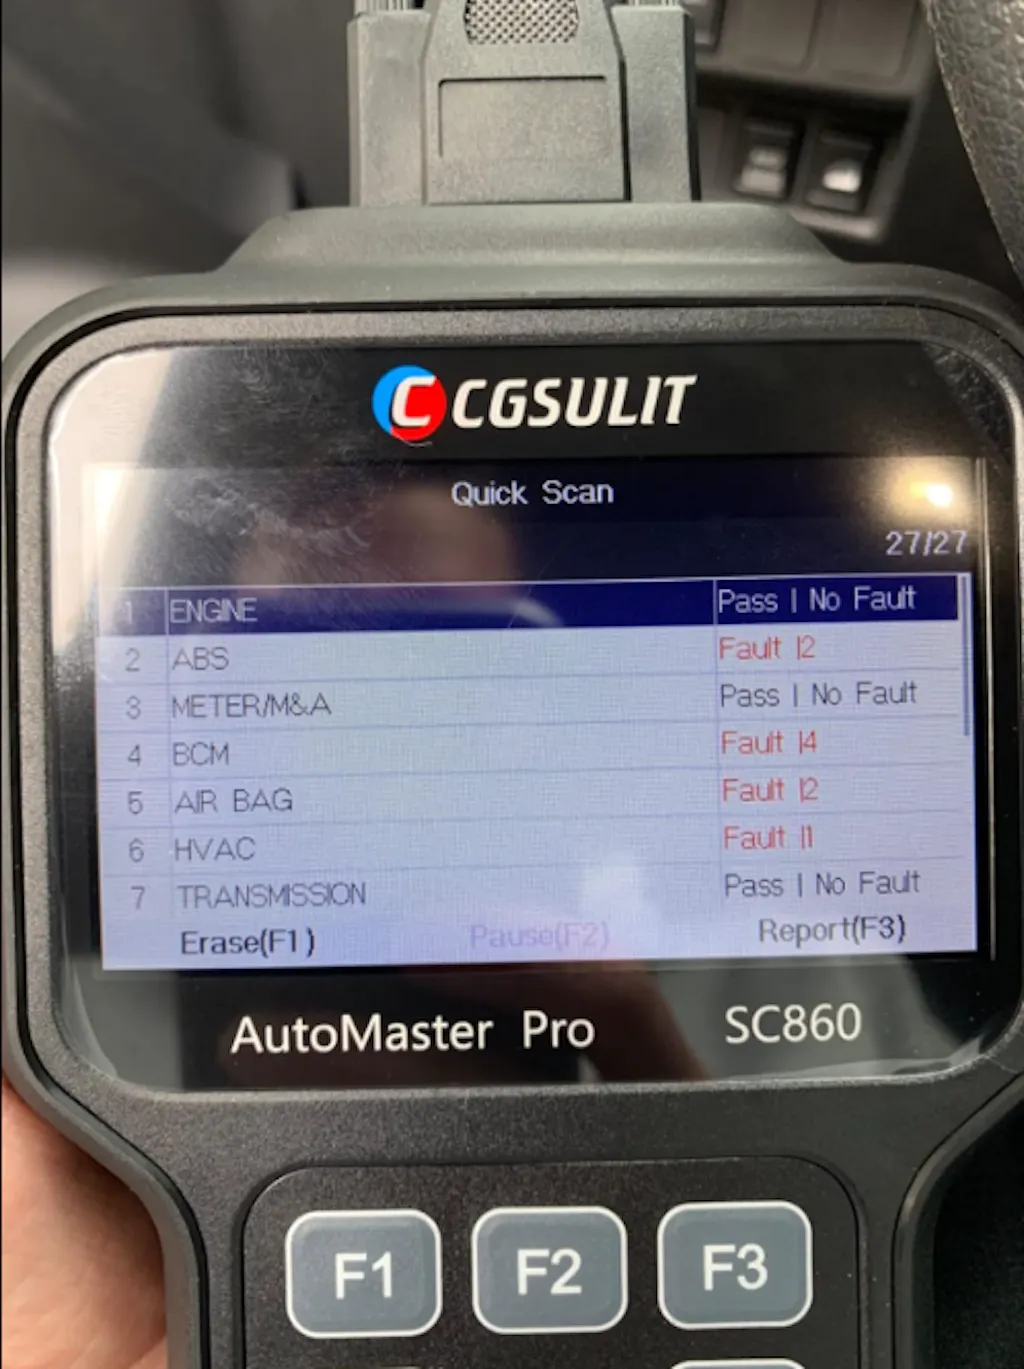 CGSULIT
Quick Scan
27/27
1 ENGINE Pass | No Fault
2 ABS Fault |2
3 METER/M&A Pass | No Fault
4 BCM Fault |4
5 AIR BAG Fault |2
6 HVAC Fault |1
7 TRANSMISSION Pass | No Fault
Erase(F1) Pause(F2) Report(F3)
AutoMaster Pro SC860
F1 F2 F3